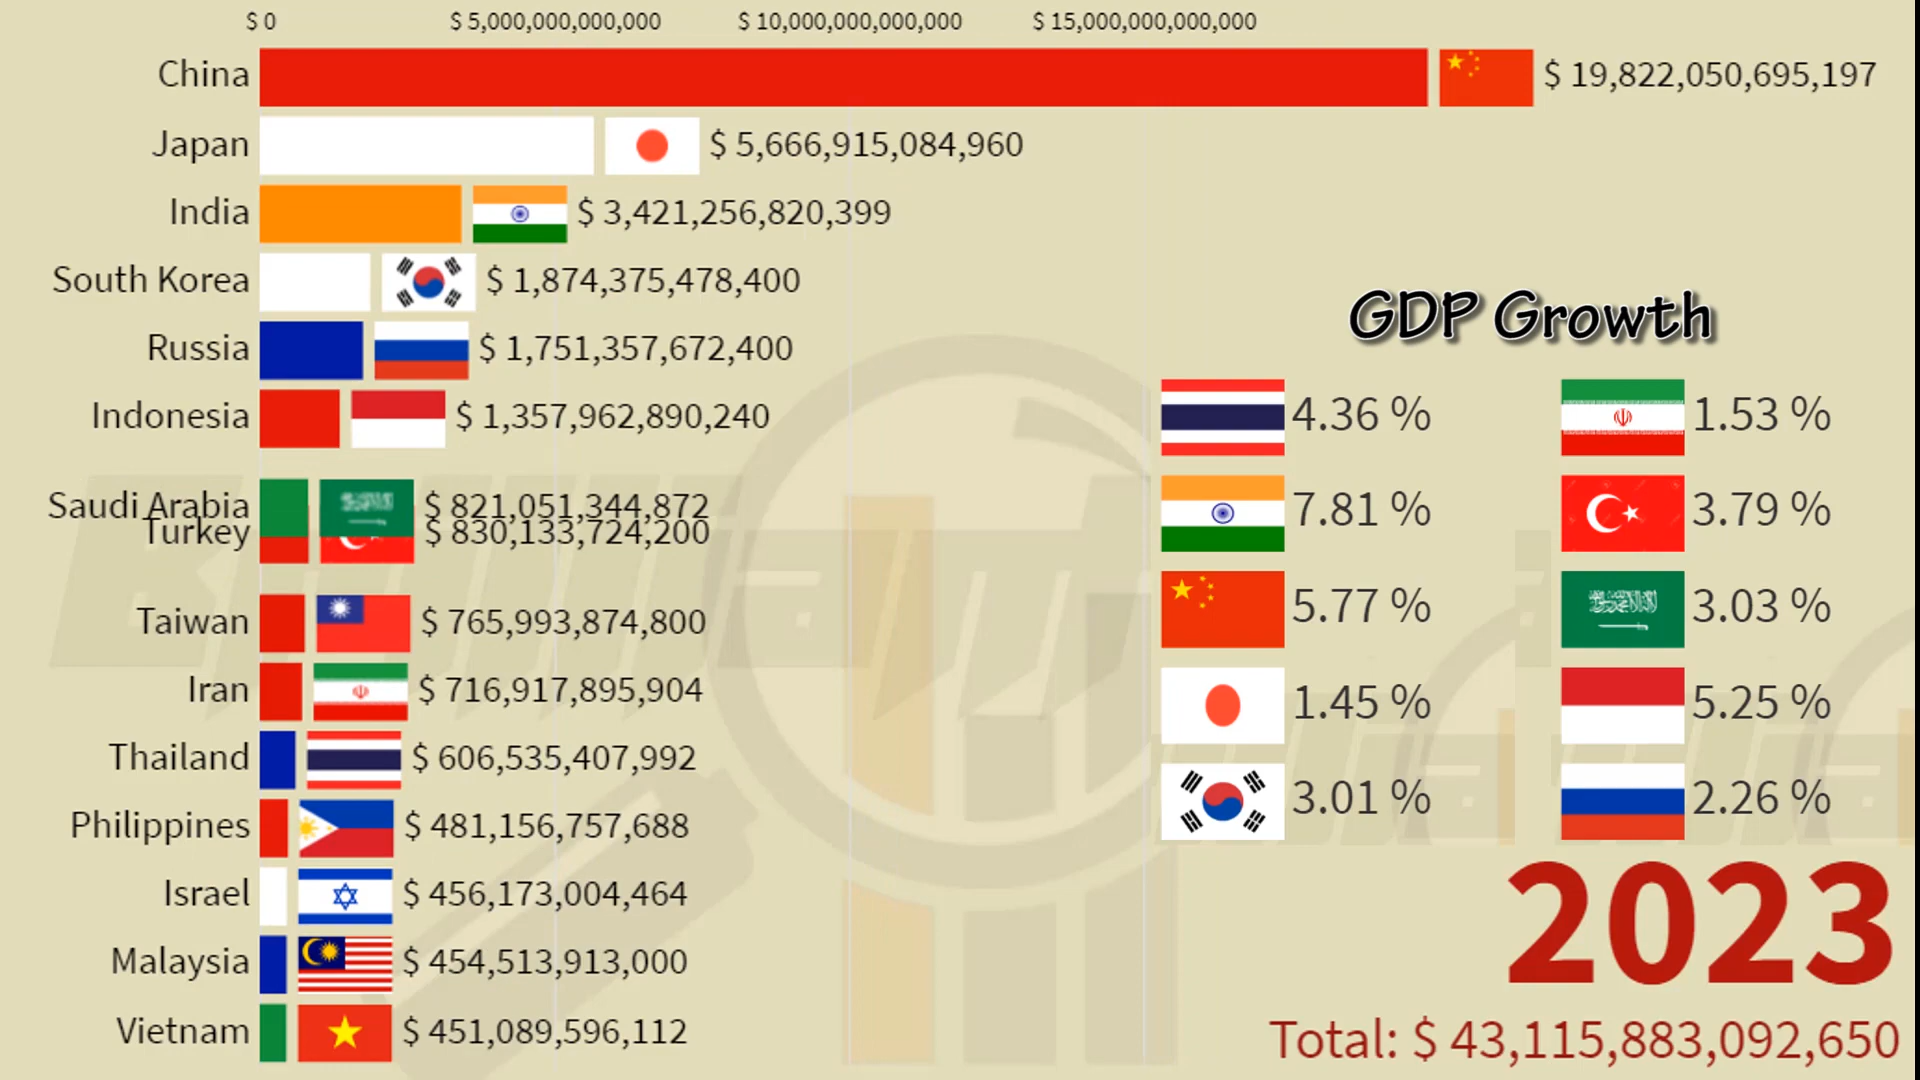 $ 0 $ 5,000,000,000,000 $ 10,000,000,000,000 $ 15,000,000,000,000
China $ 19,822,050,695,197
Japan $ 5,666,915,084,960
India $ 3,421,256,820,399
South Korea $ 1,874,375,478,400
Russia $ 1,751,357,672,400
Indonesia $ 1,357,962,890,240
Saudi Arabia $ 821,051,344,872
Turkey $ 830,133,724,200
Taiwan $ 765,993,874,800
Iran $ 716,917,895,904
Thailand $ 606,535,407,992
Philippines $ 481,156,757,688
Israel $ 456,173,004,464
Malaysia $ 454,513,913,000
Vietnam $ 451,089,596,112
GDP Growth
4.36 % 1.53 %
7.81 % 3.79 %
5.77 % 3.03 %
1.45 % 5.25 %
3.01 % 2.26 %
2023
Total: $ 43,115,883,092,650